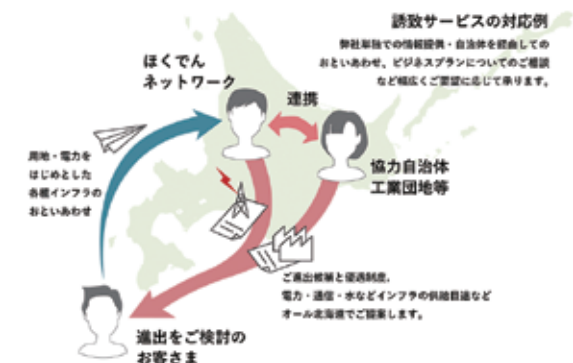 誘致サービスの対応例
弊社単独での情報提供・自治体を経由しての
おといあわせ、ビジネスプランについてのご相談
など幅広くご要望に応じて承ります。
ほくでん
ネットワーク
連携
協力自治体
工業団地等
用地・電力を
はじめとした
各種インフラの
おといあわせ
ご進出候補と優遇制度、
電力・通信・水などインフラの供給目途など
オール北海道でご提案します。
進出をご検討の
お客さま